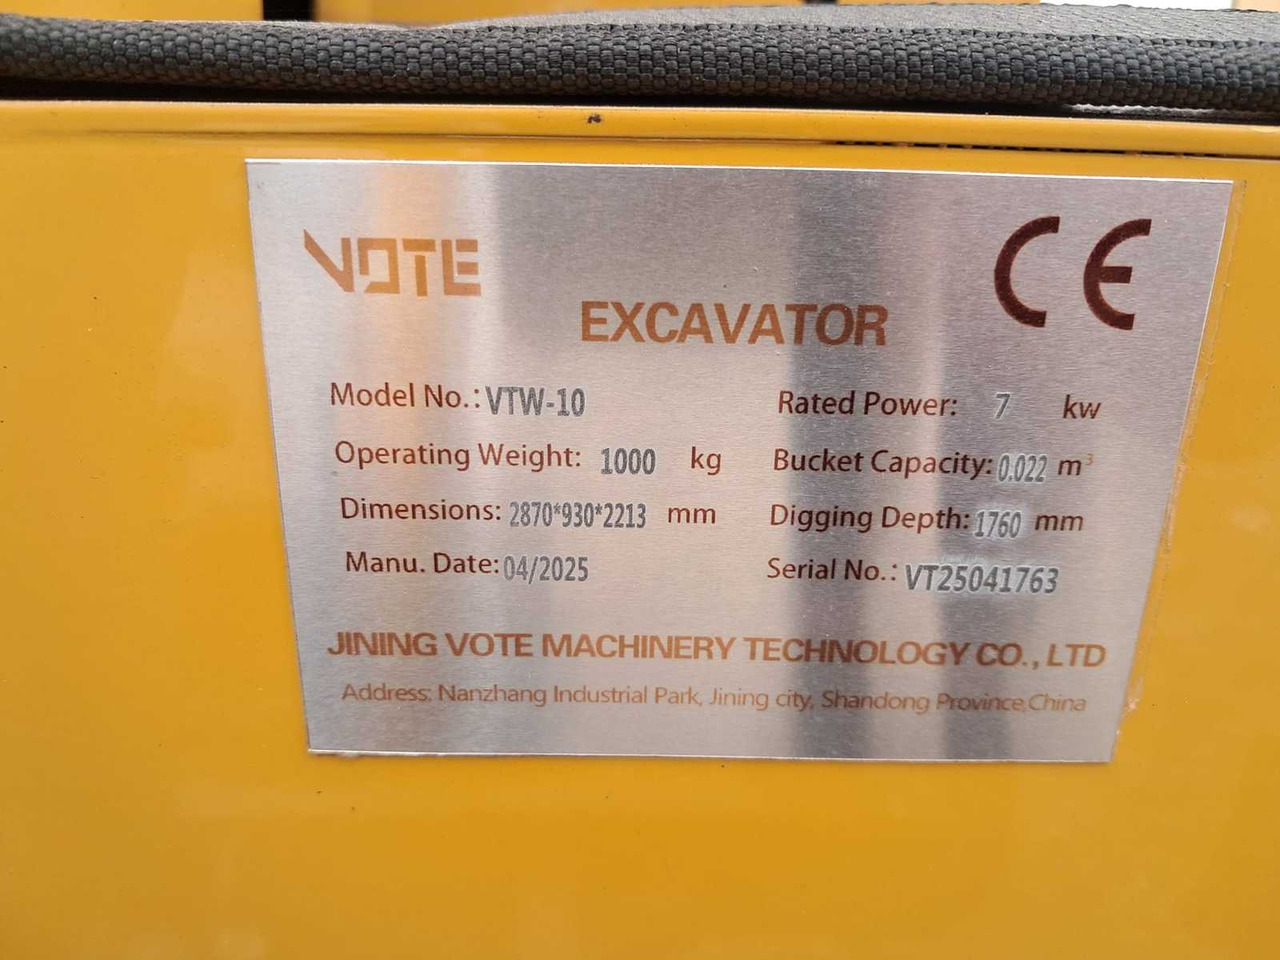 VOTE
CE
EXCAVATOR
Model No.: VTW-10
Rated Power: 7 kw
Operating Weight: 1000 kg
Bucket Capacity: 0.022 m³
Dimensions: 2870*930*2213 mm
Digging Depth: 1760 mm
Manu. Date: 04/2025
Serial No.: VT25041763
JINING VOTE MACHINERY TECHNOLOGY CO., LTD
Address: Nanzhang Industrial Park, Jining city, Shandong Province,China